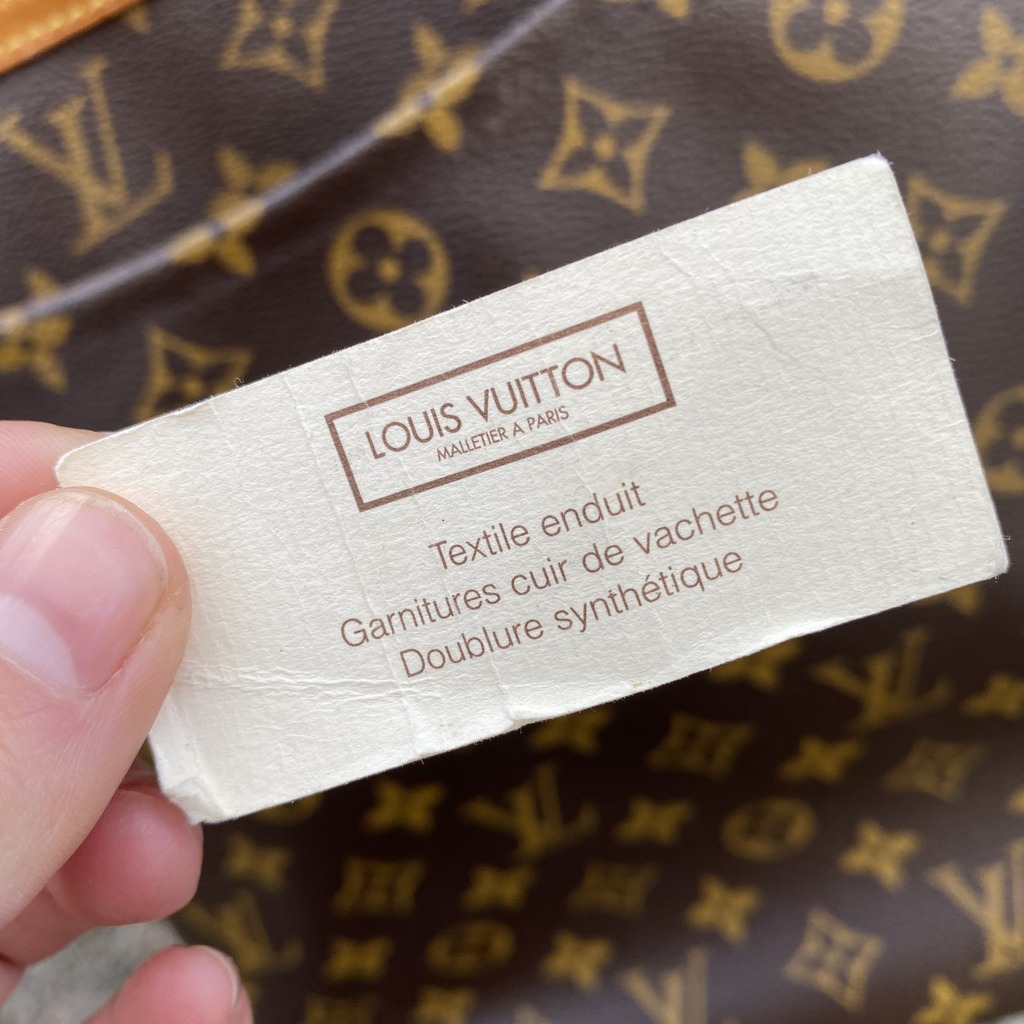 LOUIS VUITTON
MALLETIER A PARIS
Textile enduit
Garnitures cuir de vachette
Doublure synthétique